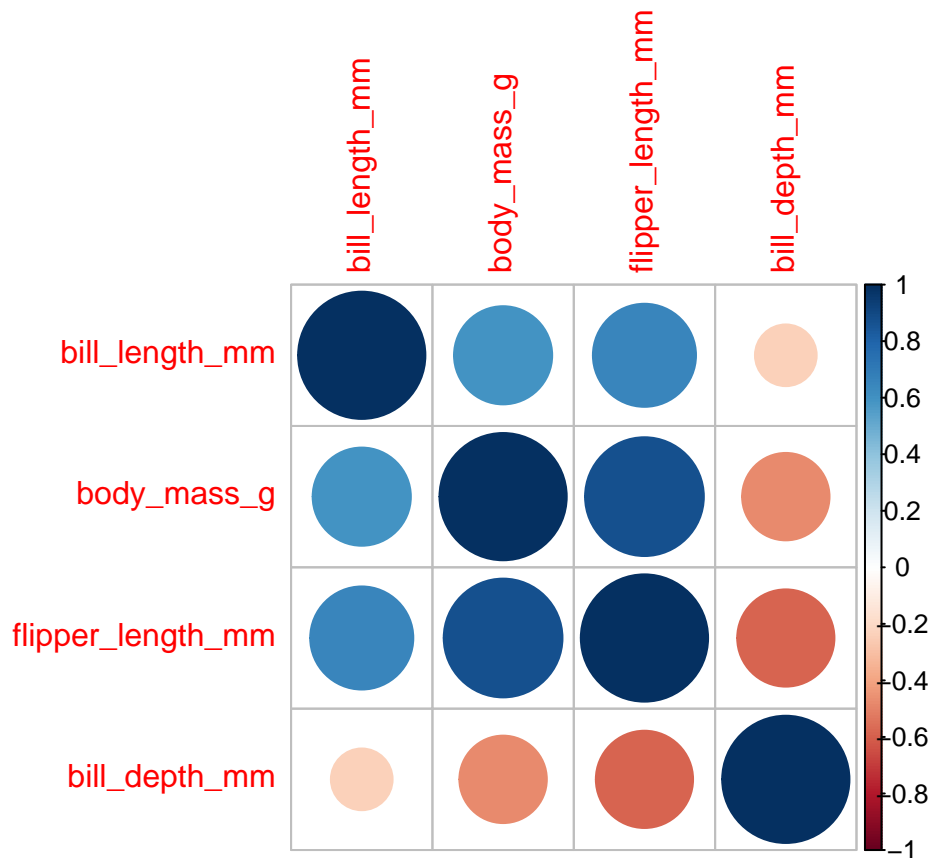 bill_length_mm
body_mass_g
flipper_length_mm
bill_depth_mm
bill_length_mm
body_mass_g
flipper_length_mm
bill_depth_mm
1
0.8
0.6
0.4
0.2
0
−0.2
−0.4
−0.6
−0.8
−1